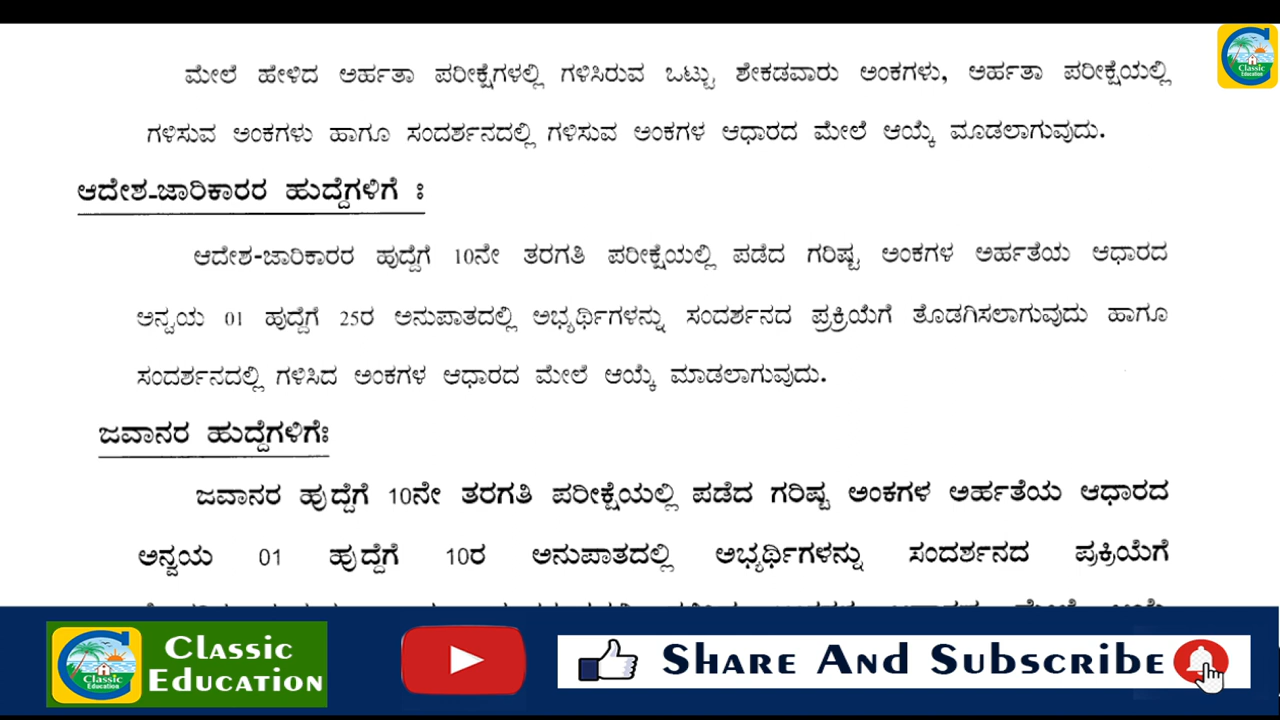 ಮೇಲೆ ಹೇಳಿದ ಅರ್ಹತಾ ಪರೀಕ್ಷೆಗಳಲ್ಲಿ ಗಳಿಸಿರುವ ಒಟ್ಟು ಶೇಕಡವಾರು ಅಂಕಗಳು, ಅರ್ಹತಾ ಪರೀಕ್ಷೆಯಲ್ಲಿ
ಗಳಿಸುವ ಅಂಕಗಳು ಹಾಗೂ ಸಂದರ್ಶನದಲ್ಲಿ ಗಳಿಸುವ ಅಂಕಗಳ ಆಧಾರದ ಮೇಲೆ ಆಯ್ಕೆ ಮೂಡಲಾಗುವುದು.
ಆದೇಶ-ಜಾರಿಕಾರರ ಹುದ್ದೆಗಳಿಗೆ ಃ
ಆದೇಶ-ಜಾರಿಕಾರರ ಹುದ್ದೆಗೆ 10ನೇ ತರಗತಿ ಪರೀಕ್ಷೆಯಲ್ಲಿ ಪಡೆದ ಗರಿಷ್ಟ ಅಂಕಗಳ ಅರ್ಹತೆಯ ಆಧಾರದ
ಅನ್ವಯ 01 ಹುದ್ದೆಗೆ 25ರ ಅನುಪಾತದಲ್ಲಿ ಅಭ್ಯರ್ಥಿಗಳನ್ನು ಸಂದರ್ಶನದ ಪ್ರಕ್ರಿಯೆಗೆ ತೊಡಗಿಸಲಾಗುವುದು ಹಾಗೂ
ಸಂದರ್ಶನದಲ್ಲಿ ಗಳಿಸಿದ ಅಂಕಗಳ ಆಧಾರದ ಮೇಲೆ ಆಯ್ಕೆ ಮಾಡಲಾಗುವುದು.
ಜವಾನರ ಹುದ್ದೆಗಳಿಗೆಃ
ಜವಾನರ ಹುದ್ದೆಗೆ 10ನೇ ತರಗತಿ ಪರೀಕ್ಷೆಯಲ್ಲಿ ಪಡೆದ ಗರಿಷ್ಟ ಅಂಕಗಳ ಅರ್ಹತೆಯ ಆಧಾರದ
ಅನ್ವಯ 01 ಹುದ್ದೆಗೆ 10ರ ಅನುಪಾತದಲ್ಲಿ ಅಭ್ಯರ್ಥಿಗಳನ್ನು ಸಂದರ್ಶನದ ಪ್ರಕ್ರಿಯೆಗೆ
Classic
Education
Classic
Education
Classic
Education
Share And Subscribe